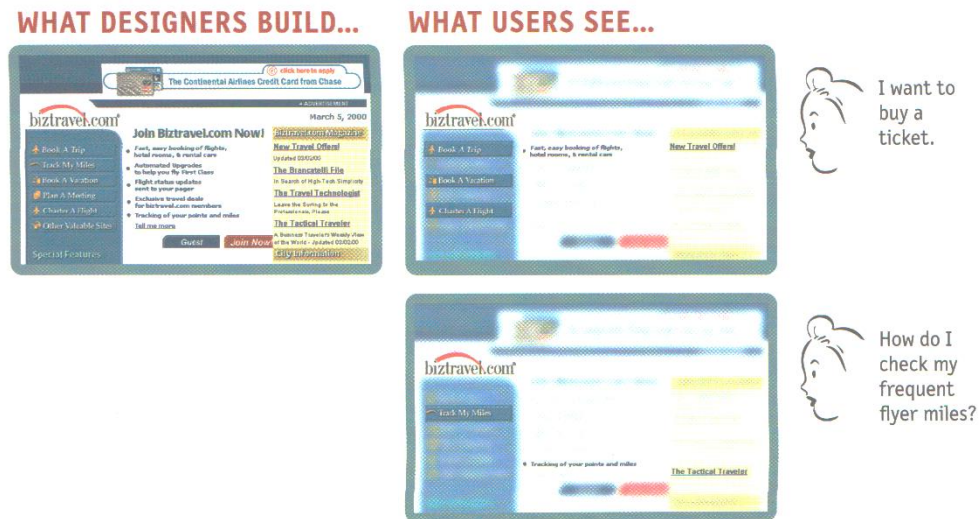 WHAT DESIGNERS BUILD...
WHAT USERS SEE...
click here to apply
The Continental Airlines Credit Card from Chase
ADVERTISEMENT
biztravel.com
March 5, 2000
Book A Trip
Track My Miles
Book A Vacation
Plan A Meeting
Charter A Flight
Other Valuable Sites
Special Features
Join Biztravel.com Now!
Fast, easy booking of flights,
hotel rooms, & rental cars
Automated Upgrades
to help you fly First Class
Flight status updates
sent to your pager
Exclusive travel deals
for biztravel.com members
Tracking of your points and miles
Tell me more
Guest
Join Now
Biztravel.com Magazine
New Travel Offers!
Updated 03/02/00
The Brancatelli File
In Search of High-Tech Simplicity
The Travel Technologist
Leave the Boring to the
Professionals, Please
The Tactical Traveler
A Business Traveler's Weekly View
of the World - Updated 03/02/00
City Information
biztravel.com
Book A Trip
Book A Vacation
Charter A Flight
Fast, easy booking of flights,
hotel rooms, & rental cars
New Travel Offers!
I want to
buy a
ticket.
biztravel.com
Track My Miles
Tracking of your points and miles
The Tactical Traveler
How do I
check my
frequent
flyer miles?